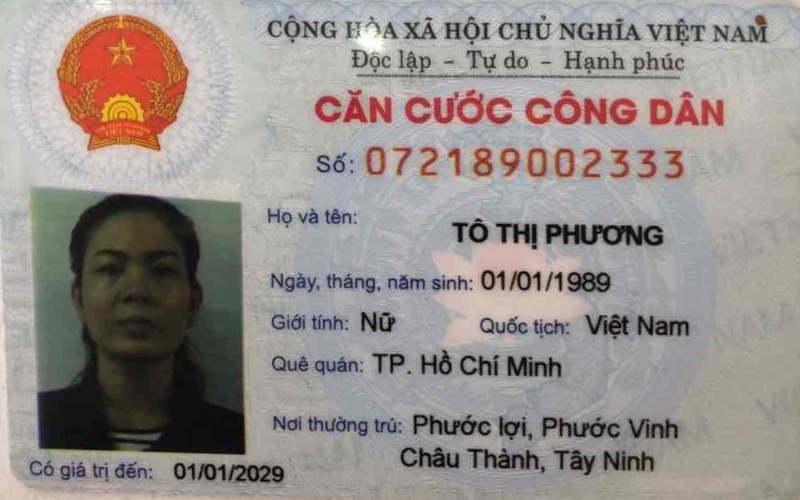 CỘNG HÒA XÃ HỘI CHỦ NGHĨA VIỆT NAM
Độc lập - Tự do - Hạnh phúc
CĂN CƯỚC CÔNG DÂN
Số: 072189002333
Họ và tên:
TÔ THỊ PHƯƠNG
Ngày, tháng, năm sinh: 01/01/1989
Giới tính: Nữ Quốc tịch: Việt Nam
Quê quán: TP. Hồ Chí Minh
Nơi thường trú: Phước lợi, Phước Vinh
Châu Thành, Tây Ninh
Có giá trị đến: 01/01/2029